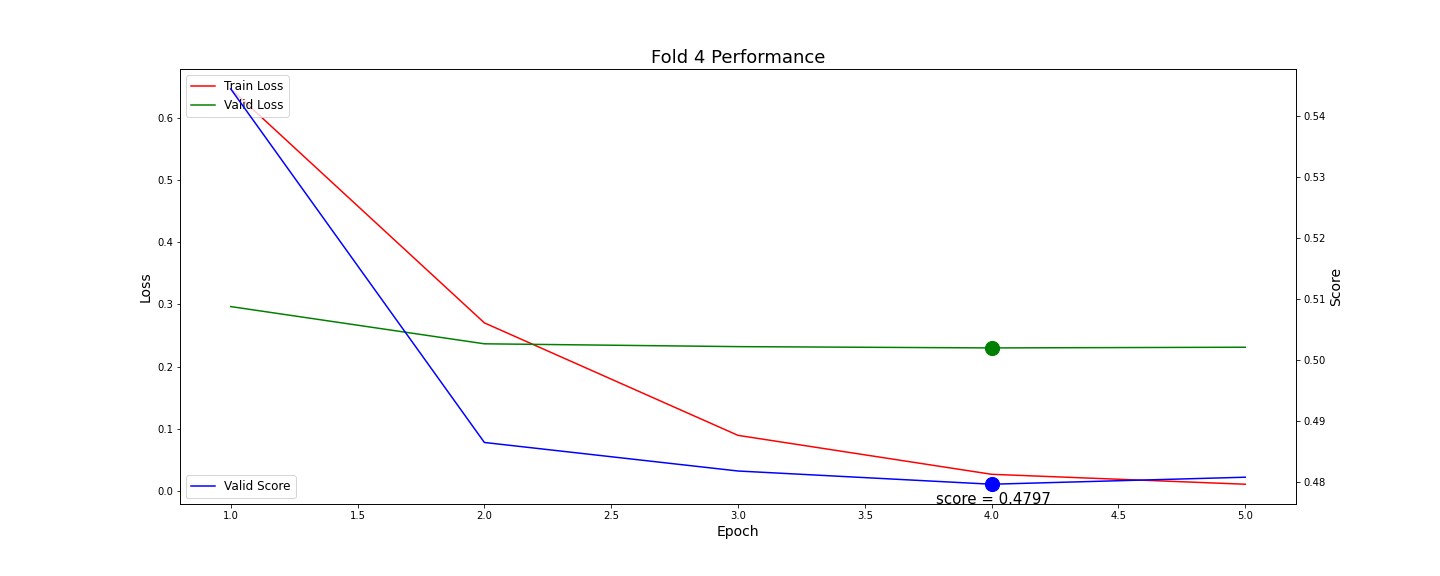 Fold 4 Performance
Train Loss
Valid Loss
Valid Score
0.6
0.5
0.4
0.3
0.2
0.1
0.0
Loss
0.54
0.53
0.52
0.51
0.50
0.49
0.48
Score
score = 0.4797
1.0 1.5 2.0 2.5 3.0 3.5 4.0 4.5 5.0
Epoch